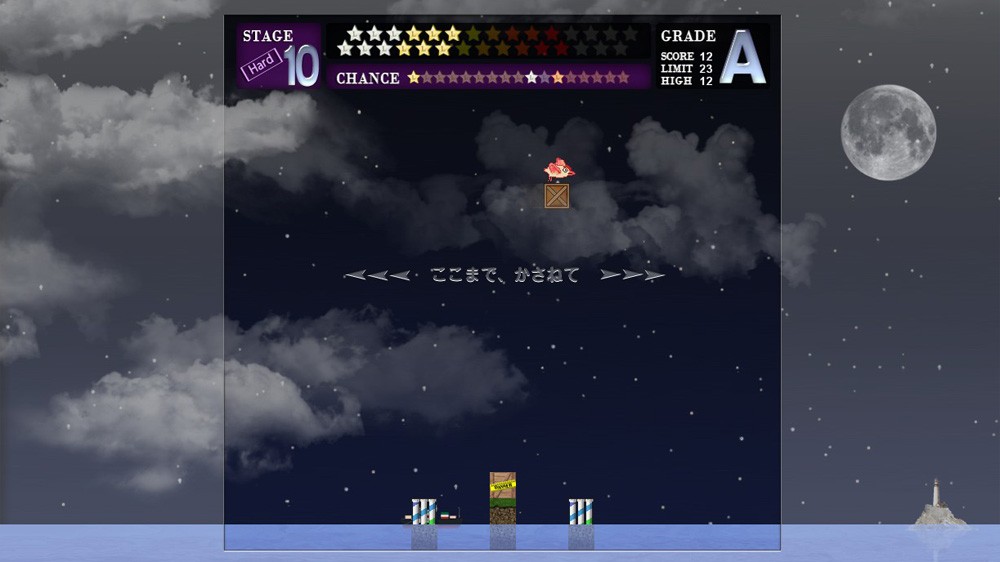 STAGE
Hard 10
CHANCE
GRADE
A
SCORE 12
LIMIT 23
HIGH 12
ここまで、かさねて